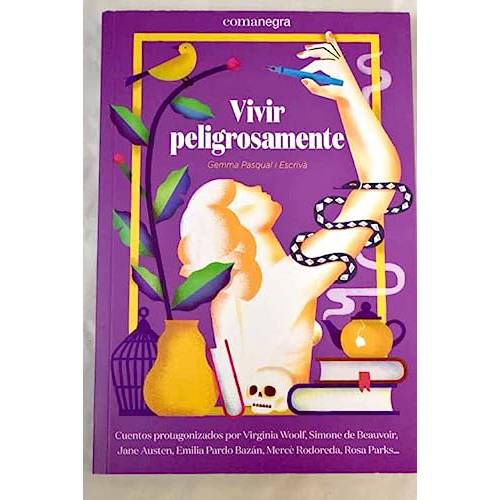 comanegra
Vivir
peligrosamente
Gemma Pasqual i Escrivà
Cuentos protagonizados por Virginia Woolf, Simone de Beauvoir,
Jane Austen, Emilia Pardo Bazán, Mercè Rodoreda, Rosa Parks...